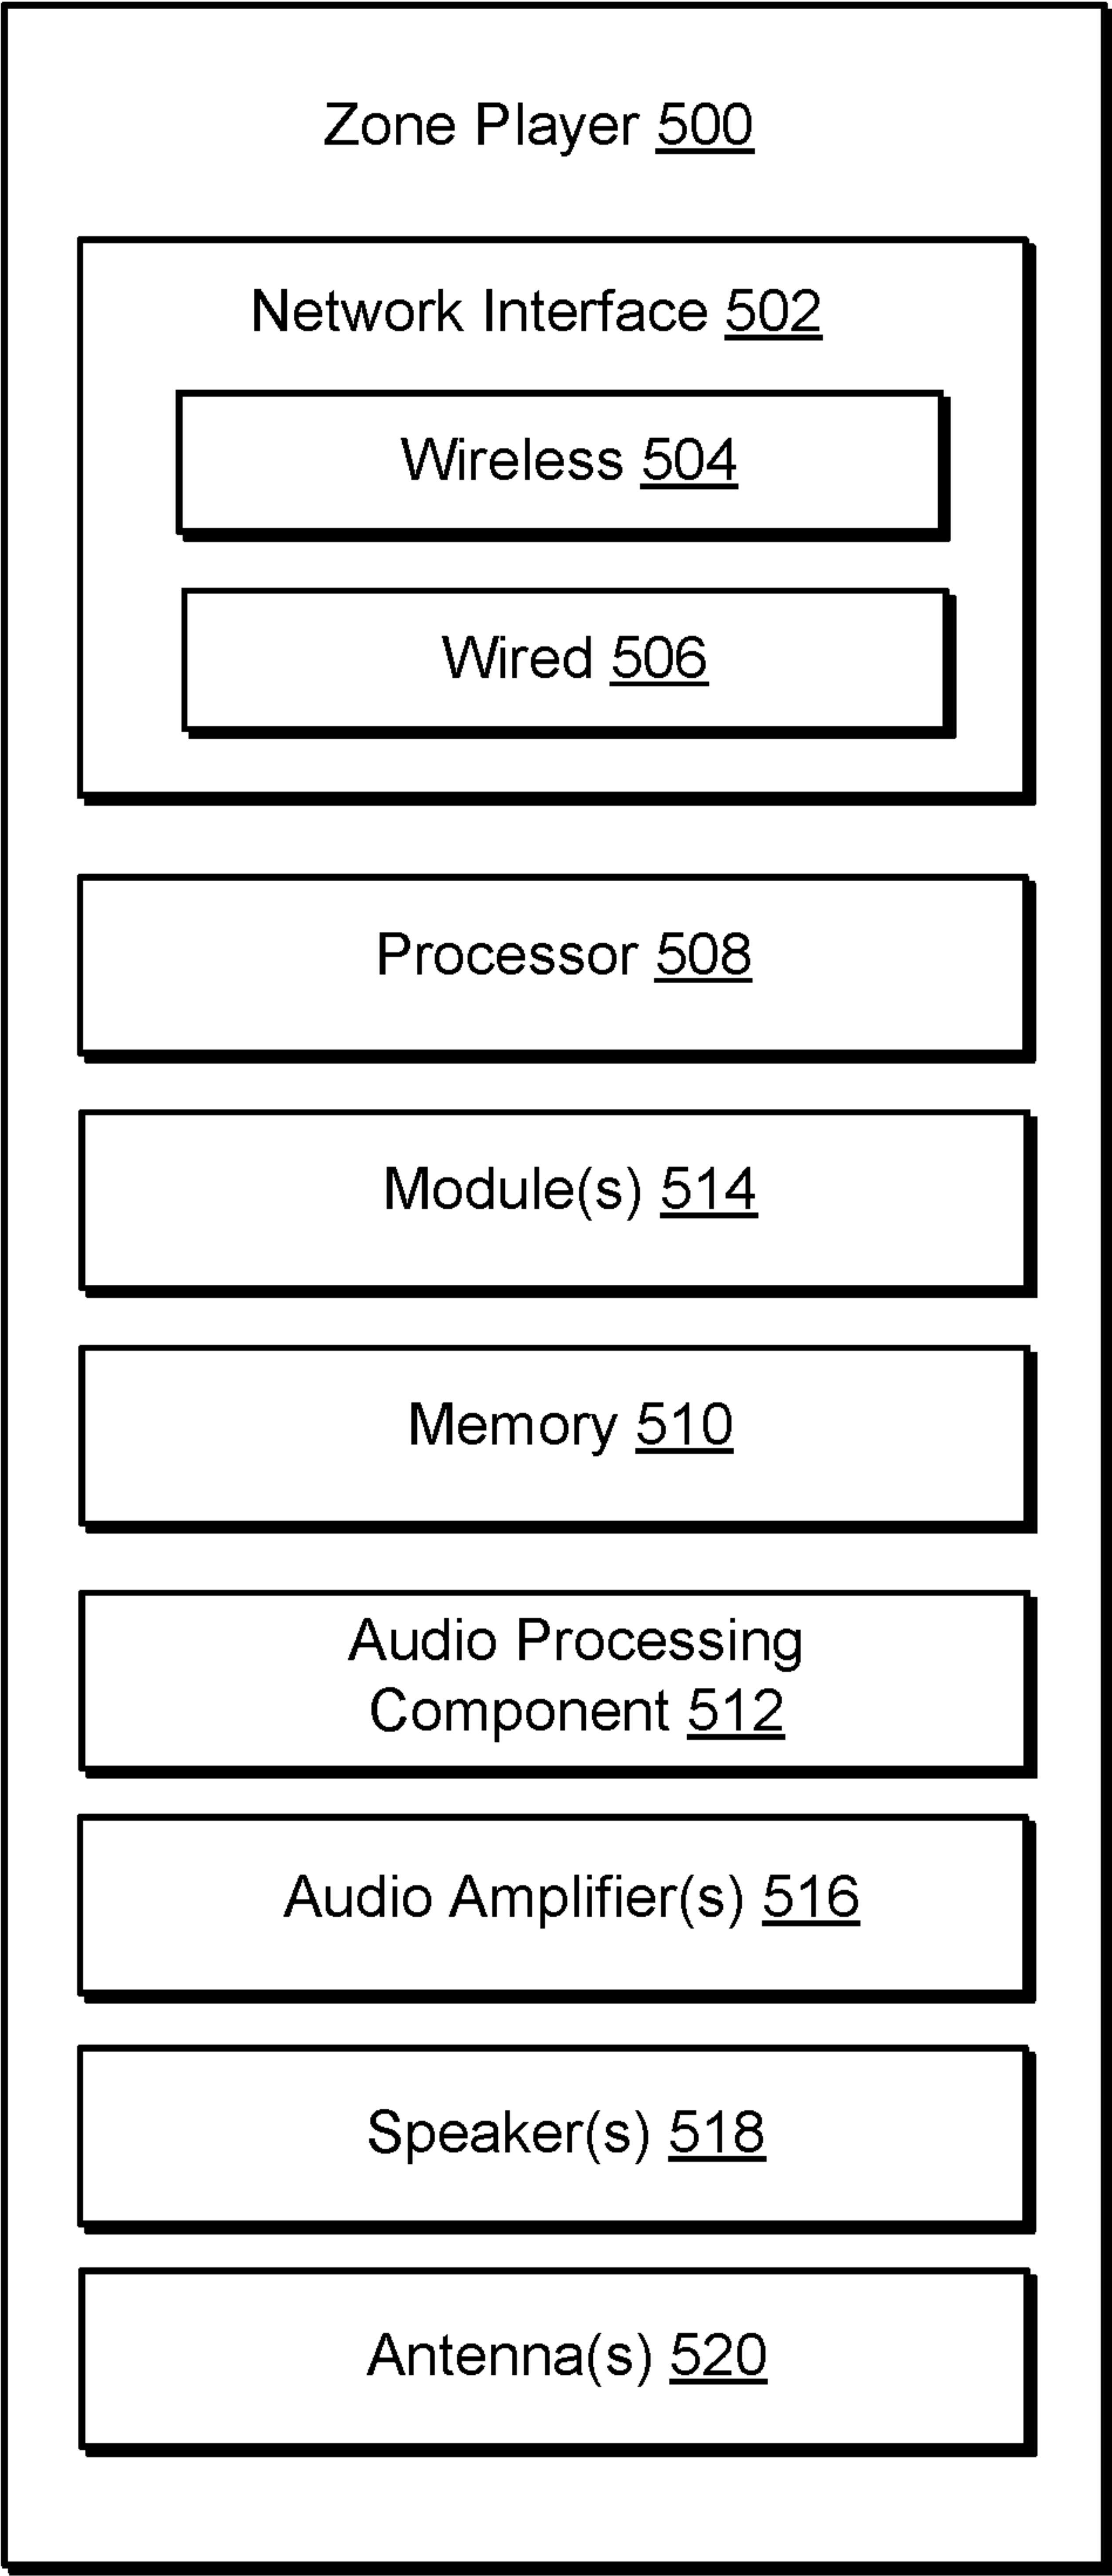 Zone Player 500
Network Interface 502
Wireless 504
Wired 506
Processor 508
Module(s) 514
Memory 510
Audio Processing
Component 512
Audio Amplifier(s) 516
Speaker(s) 518
Antenna(s) 520